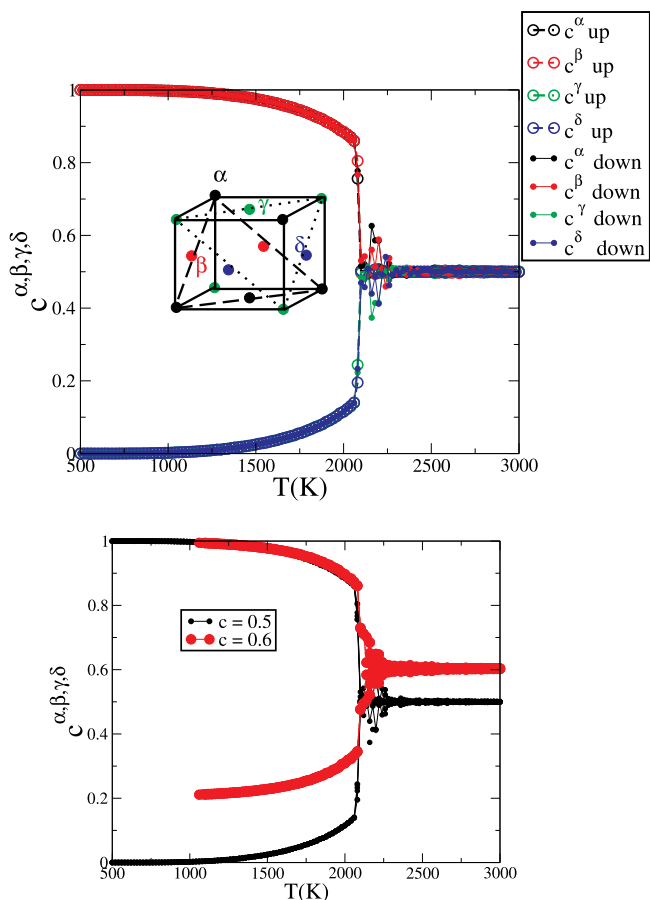 c^α up
c^β up
c^γ up
c^δ up
c^α down
c^β down
c^γ down
c^δ down
1
0.8
0.6
0.4
0.2
0
c^α,β,γ,δ
α
γ
β
δ
500 1000 1500 2000 2500 3000
T(K)
1
0.8
0.6
0.4
0.2
0
c^α,β,γ,δ
c = 0.5
c = 0.6
500 1000 1500 2000 2500 3000
T(K)